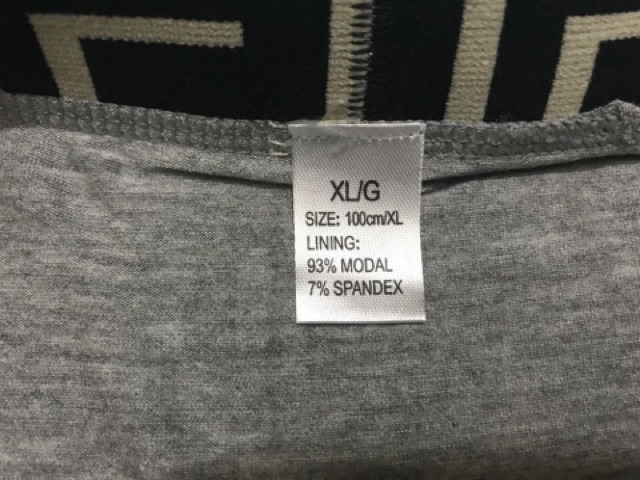 XL/G
SIZE: 100cm/XL
LINING:
93% MODAL
7% SPANDEX